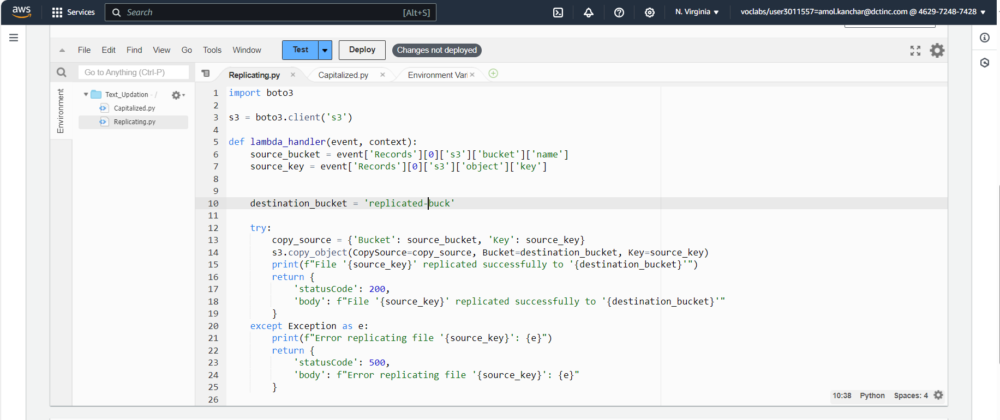 aws Services Search [Alt+S] N. Virginia voclabs/user3011557=amol.kanchar@dctinc.com @ 4629-7248-7428
File Edit Find View Go Tools Window Test Deploy Changes not deployed
Go to Anything (Ctrl-P) Replicating.py Capitalized.py Environment Vari
Environment
Text_Updation - /
Capitalized.py
Replicating.py
1 import boto3
2
3 s3 = boto3.client('s3')
4
5 def lambda_handler(event, context):
6     source_bucket = event['Records'][0]['s3']['bucket']['name']
7     source_key = event['Records'][0]['s3']['object']['key']
8
9
10     destination_bucket = 'replicated-buck'
11
12     try:
13         copy_source = {'Bucket': source_bucket, 'Key': source_key}
14         s3.copy_object(CopySource=copy_source, Bucket=destination_bucket, Key=source_key)
15         print(f"File '{source_key}' replicated successfully to '{destination_bucket}'")
16         return {
17             'statusCode': 200,
18             'body': f"File '{source_key}' replicated successfully to '{destination_bucket}'"
19         }
20     except Exception as e:
21         print(f"Error replicating file '{source_key}': {e}")
22         return {
23             'statusCode': 500,
24             'body': f"Error replicating file '{source_key}': {e}"
25         }
26
10:38 Python Spaces: 4